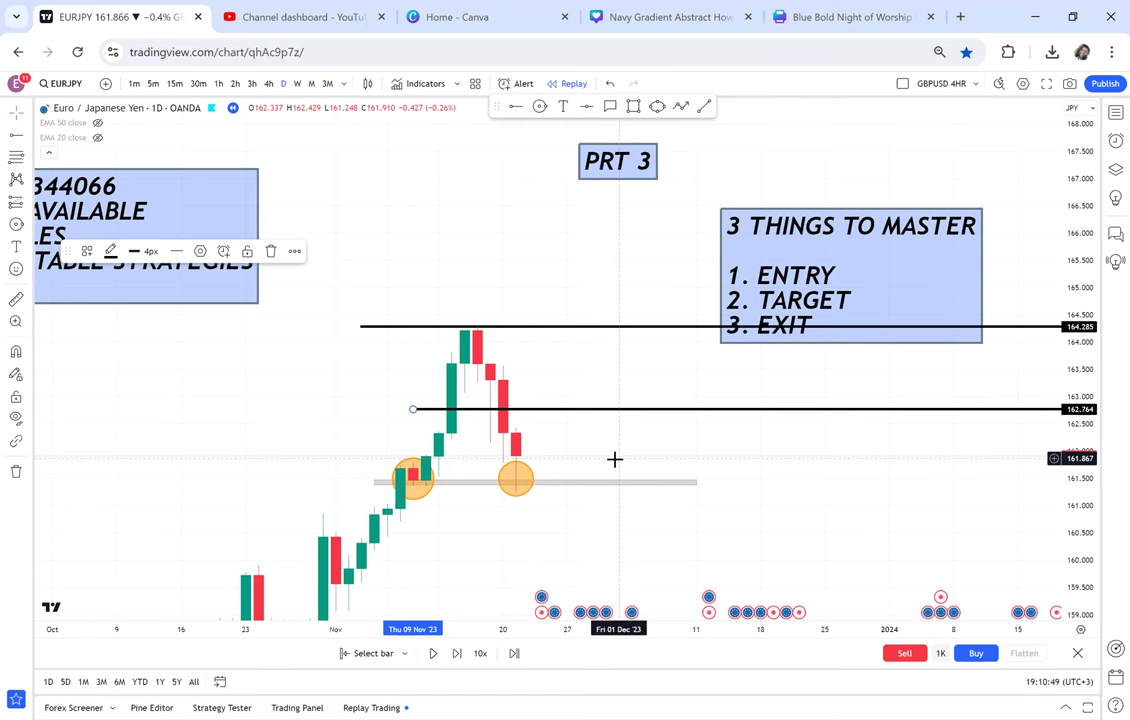 EURJPY 161.866 ▼ −0.4% GB
Channel dashboard - YouTu
Home - Canva
Navy Gradient Abstract How
Blue Bold Night of Worship
tradingview.com/chart/qhAc9p7z/
11
EURJPY
1m 5m 15m 30m 1h 2h 3h 4h D W M 3M
Indicators
Alert
Replay
GBPUSD 4HR
Publish
Euro / Japanese Yen · 1D · OANDA
O162.337 H162.429 L161.248 C161.910 −0.427 (−0.26%)
JPY
EMA 50 close
EMA 20 close
PRT 3
344066
AVAILABLE
LES
TABLE STRATEGIES
4px
3 THINGS TO MASTER
1. ENTRY
2. TARGET
3. EXIT
168.000
167.500
167.000
166.500
166.000
165.500
165.000
164.500
164.285
164.000
163.500
163.000
162.764
162.500
161.867
161.500
161.000
160.500
160.000
159.500
159.000
Oct 9 16 23 Nov Thu 09 Nov '23 20 27 Fri 01 Dec '23 11 18 25 2024 8 15
Select bar
10x
Sell
1K
Buy
Flatten
1D 5D 1M 3M 6M YTD 1Y 5Y All
19:10:49 (UTC+3)
Forex Screener
Pine Editor
Strategy Tester
Trading Panel
Replay Trading